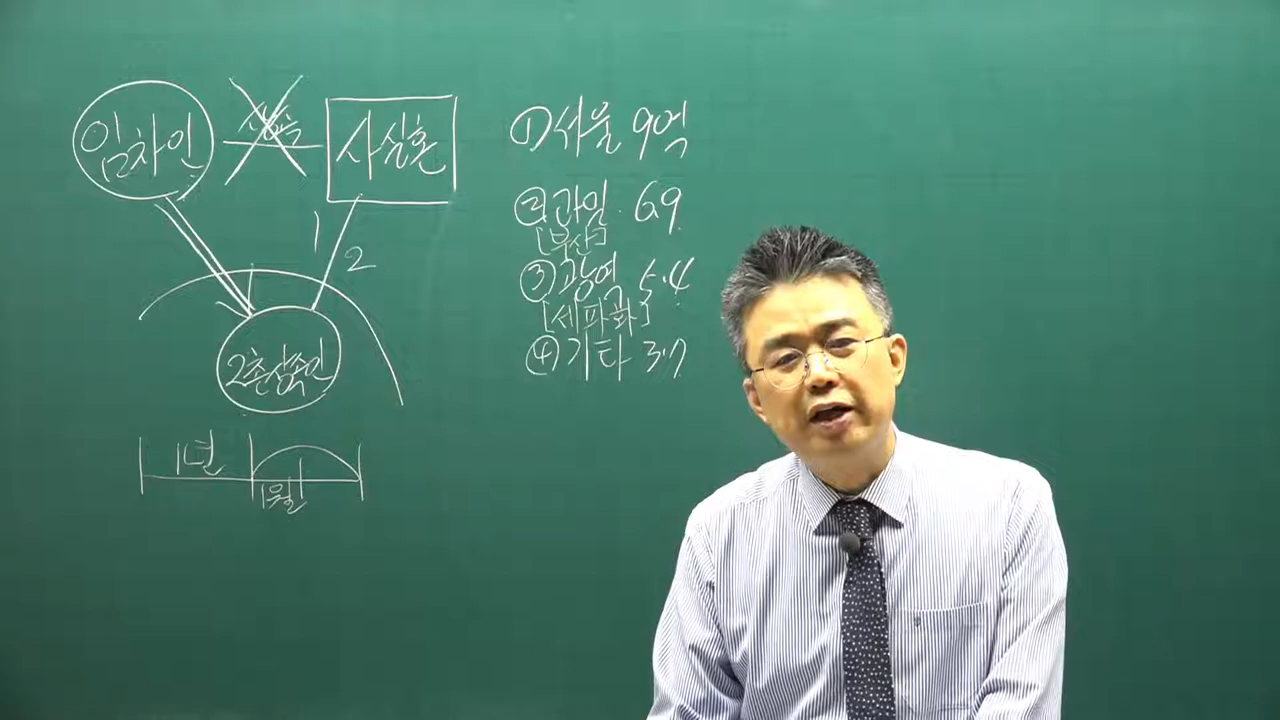 임차인
상속
사실혼
1
2
2촌상속인
1년
1월
①서울 9억
②과밀. 6.9
[부산]
③광역 5.4
[세파화]
④기타 3.7